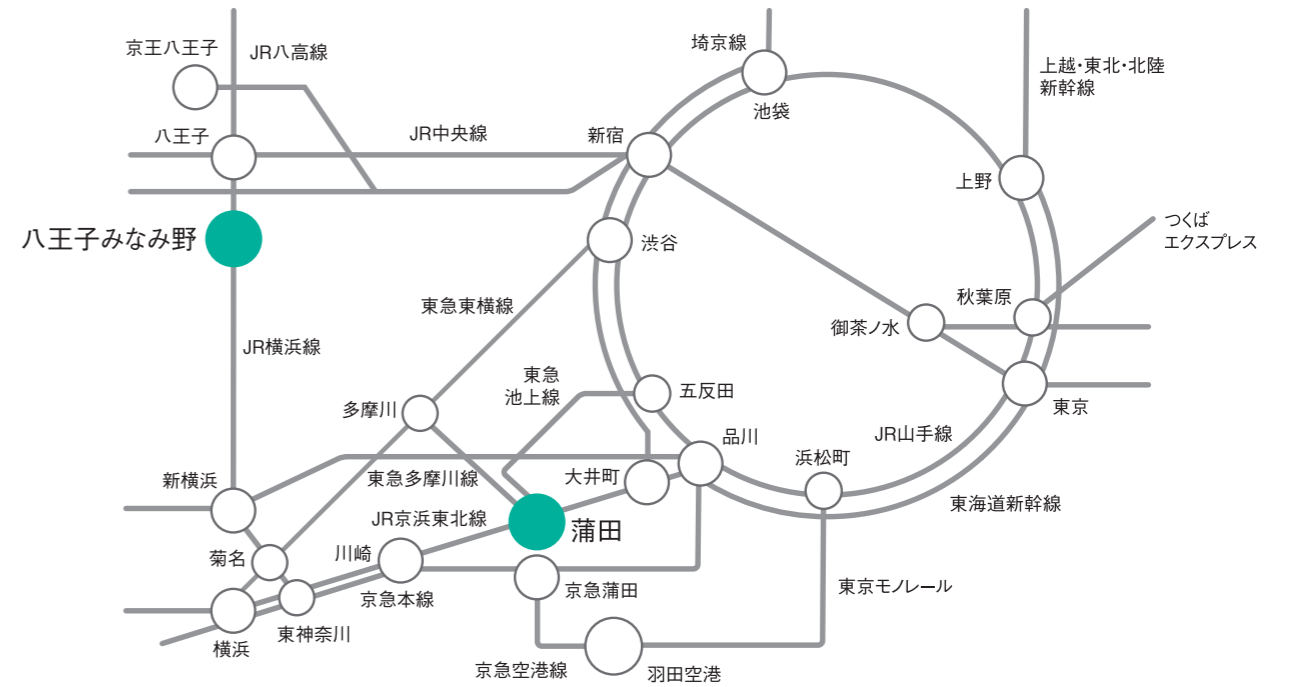 京王八王子
JR八高線
埼京線
上越・東北・北陸
新幹線
池袋
八王子
JR中央線
新宿
上野
八王子みなみ野
渋谷
つくば
エクスプレス
東急東横線
秋葉原
御茶ノ水
JR横浜線
東急
池上線
五反田
多摩川
東京
品川
JR山手線
浜松町
新横浜
東急多摩川線
大井町
東海道新幹線
JR京浜東北線
蒲田
菊名
川崎
京急本線
京急蒲田
東京モノレール
横浜
東神奈川
京急空港線
羽田空港